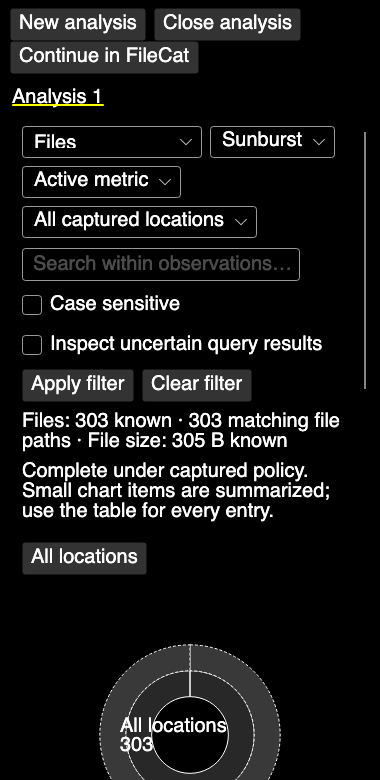 New analysis Close analysis
Continue in FileCat
Analysis 1
Files Sunburst
Active metric
All captured locations
Search within observations…
Case sensitive
Inspect uncertain query results
Apply filter Clear filter
Files: 303 known · 303 matching file
paths · File size: 305 B known
Complete under captured policy.
Small chart items are summarized;
use the table for every entry.
All locations
All locations
303